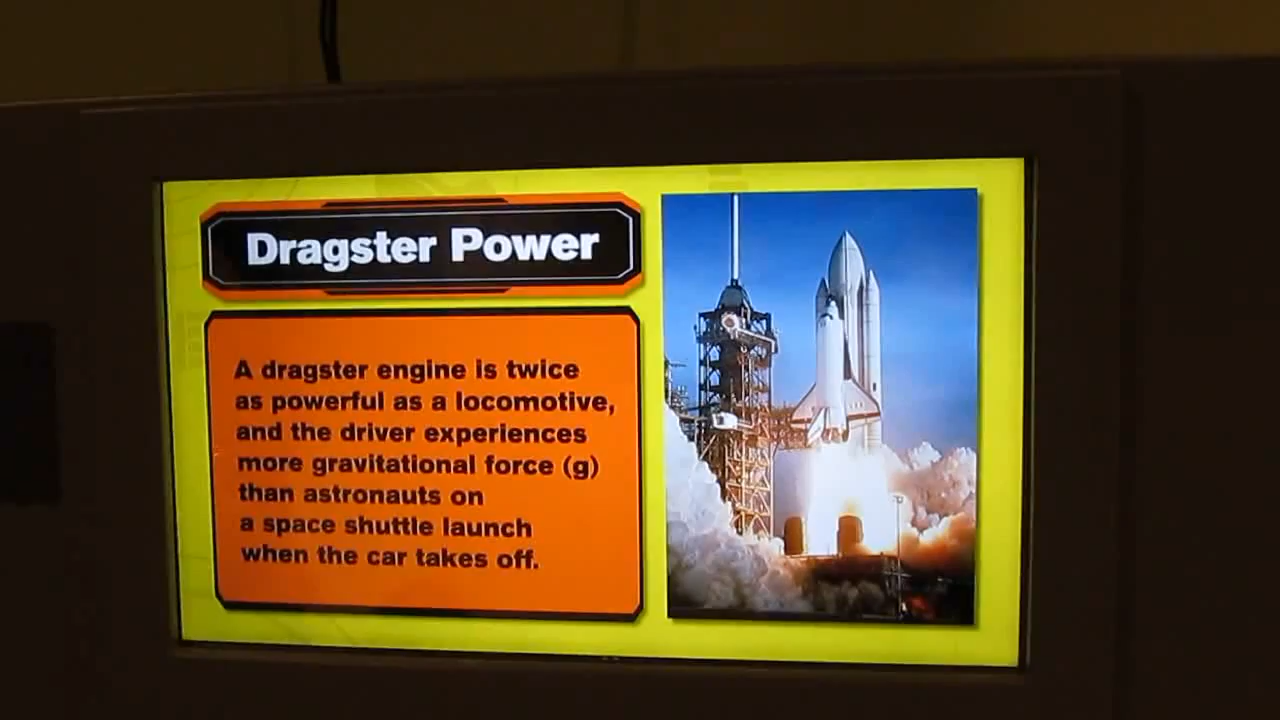 Dragster Power
A dragster engine is twice
as powerful as a locomotive,
and the driver experiences
more gravitational force (g)
than astronauts on
a space shuttle launch
when the car takes off.